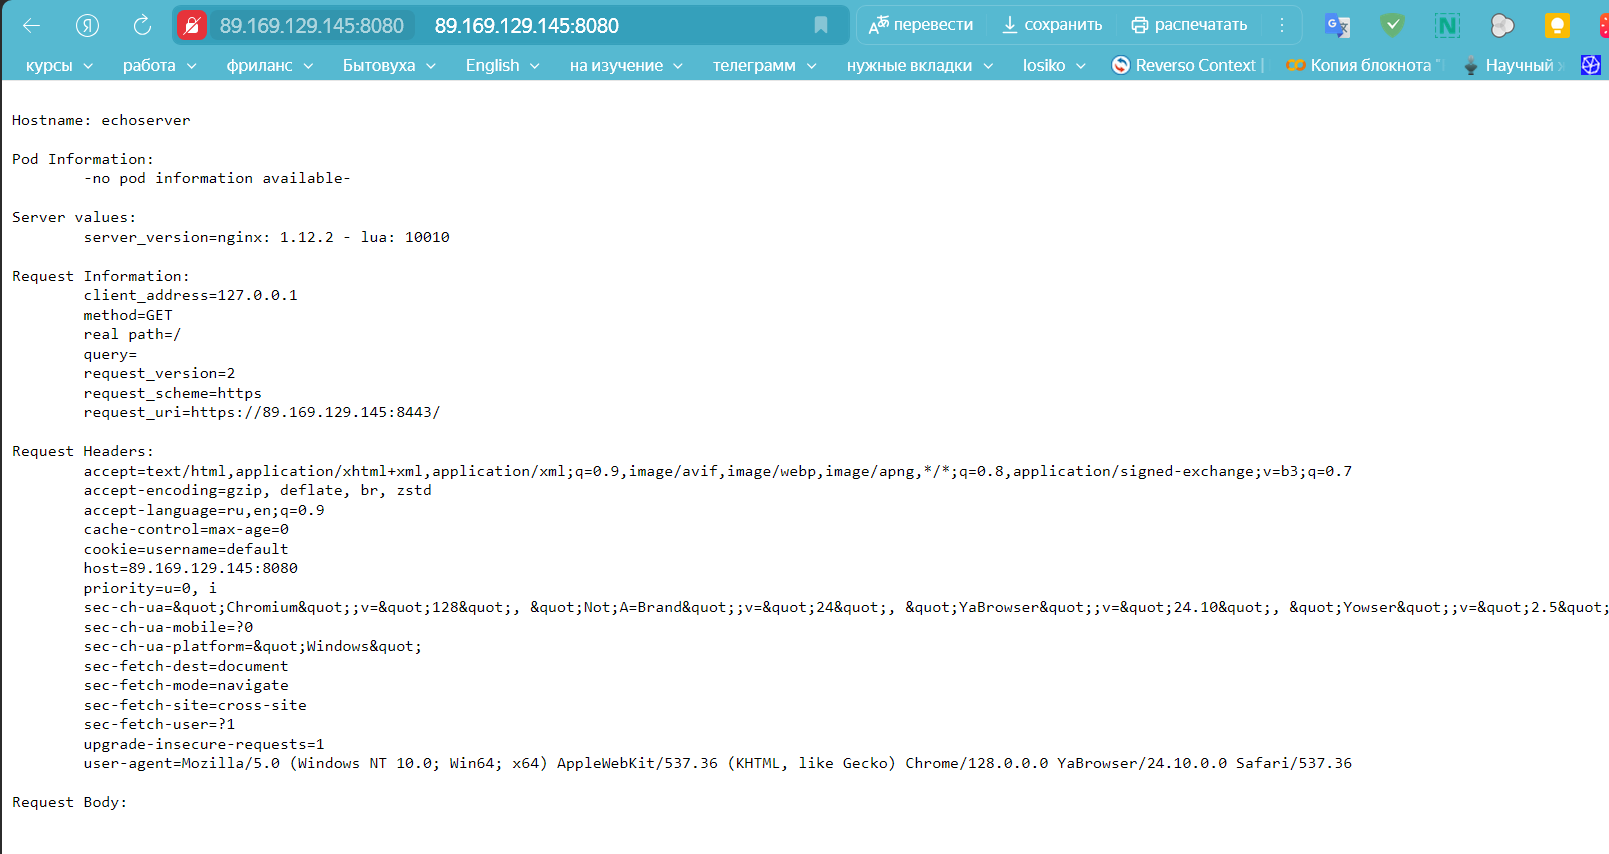 89.169.129.145:8080 89.169.129.145:8080 перевести сохранить распечатать
курсы работа фриланс Бытовуха English на изучение телеграмм нужные вкладки losiko Reverso Context | Копия блокнота " Научный
Hostname: echoserver
Pod Information:
-no pod information available-
Server values:
server_version=nginx: 1.12.2 - lua: 10010
Request Information:
client_address=127.0.0.1
method=GET
real path=/
query=
request_version=2
request_scheme=https
request_uri=https://89.169.129.145:8443/
Request Headers:
accept=text/html,application/xhtml+xml,application/xml;q=0.9,image/avif,image/webp,image/apng,*/*;q=0.8,application/signed-exchange;v=b3;q=0.7
accept-encoding=gzip, deflate, br, zstd
accept-language=ru,en;q=0.9
cache-control=max-age=0
cookie=username=default
host=89.169.129.145:8080
priority=u=0, i
sec-ch-ua=&quot;Chromium&quot;;v=&quot;128&quot;, &quot;Not;A=Brand&quot;;v=&quot;24&quot;, &quot;YaBrowser&quot;;v=&quot;24.10&quot;, &quot;Yowser&quot;;v=&quot;2.5&quot;
sec-ch-ua-mobile=?0
sec-ch-ua-platform=&quot;Windows&quot;
sec-fetch-dest=document
sec-fetch-mode=navigate
sec-fetch-site=cross-site
sec-fetch-user=?1
upgrade-insecure-requests=1
user-agent=Mozilla/5.0 (Windows NT 10.0; Win64; x64) AppleWebKit/537.36 (KHTML, like Gecko) Chrome/128.0.0.0 YaBrowser/24.10.0.0 Safari/537.36
Request Body: